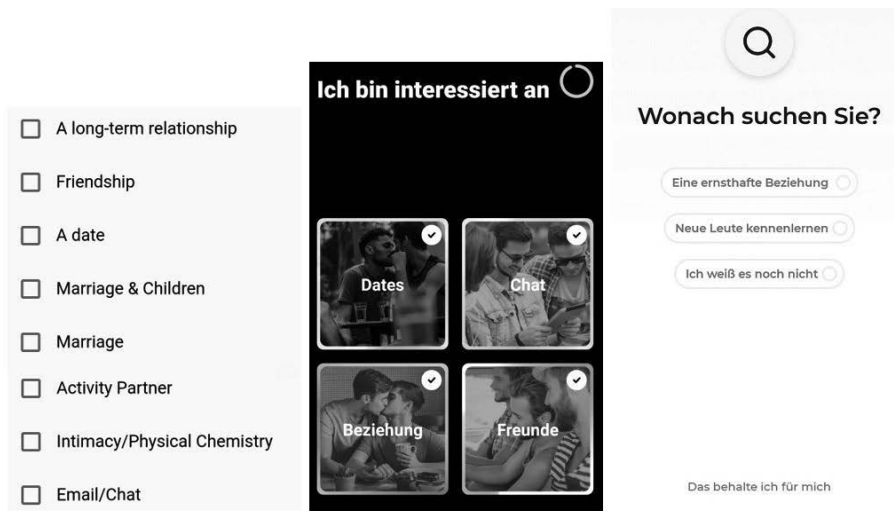 A long-term relationship
Friendship
A date
Marriage & Children
Marriage
Activity Partner
Intimacy/Physical Chemistry
Email/Chat
Ich bin interessiert an
Dates
Chat
Beziehung
Freunde
Wonach suchen Sie?
Eine ernsthafte Beziehung
Neue Leute kennenlernen
Ich weiß es noch nicht
Das behalte ich für mich